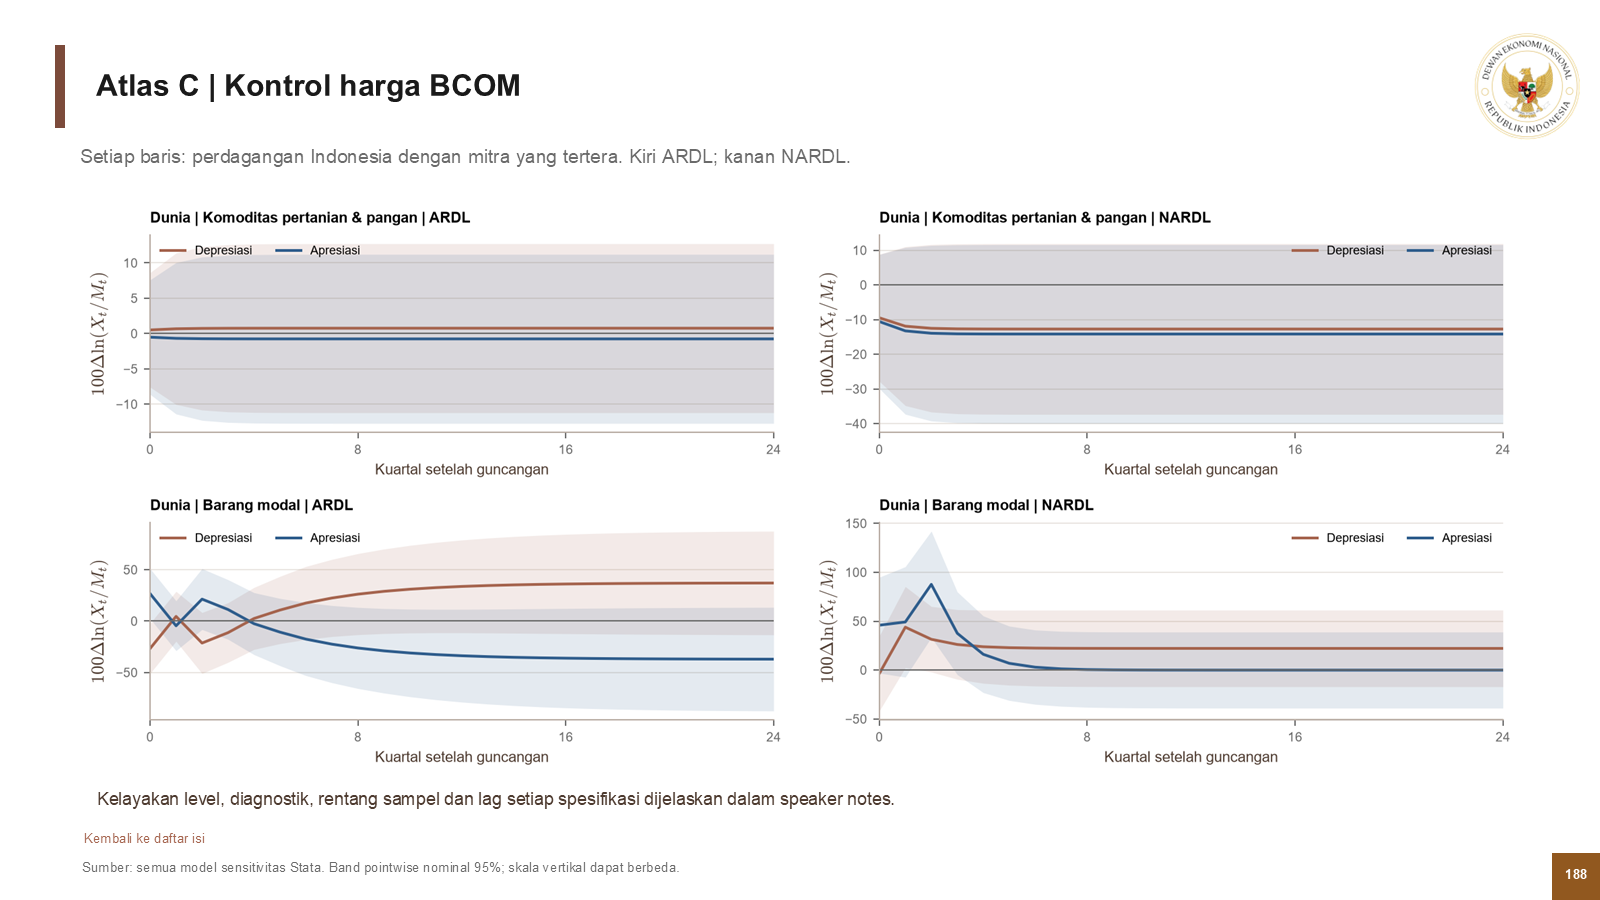 Atlas C | Kontrol harga BCOM
DEWAN EKONOMI NASIONAL
REPUBLIK INDONESIA
Setiap baris: perdagangan Indonesia dengan mitra yang tertera. Kiri ARDL; kanan NARDL.
Dunia | Komoditas pertanian & pangan | ARDL
Depresiasi
Apresiasi
100Δln(Xₜ/Mₜ)
10
5
0
−5
−10
0
8
16
24
Kuartal setelah guncangan
Dunia | Komoditas pertanian & pangan | NARDL
Depresiasi
Apresiasi
100Δln(Xₜ/Mₜ)
10
0
−10
−20
−30
−40
0
8
16
24
Kuartal setelah guncangan
Dunia | Barang modal | ARDL
Depresiasi
Apresiasi
100Δln(Xₜ/Mₜ)
50
0
−50
0
8
16
24
Kuartal setelah guncangan
Dunia | Barang modal | NARDL
Depresiasi
Apresiasi
100Δln(Xₜ/Mₜ)
150
100
50
0
−50
0
8
16
24
Kuartal setelah guncangan
Kelayakan level, diagnostik, rentang sampel dan lag setiap spesifikasi dijelaskan dalam speaker notes.
Kembali ke daftar isi
Sumber: semua model sensitivitas Stata. Band pointwise nominal 95%; skala vertikal dapat berbeda.
188